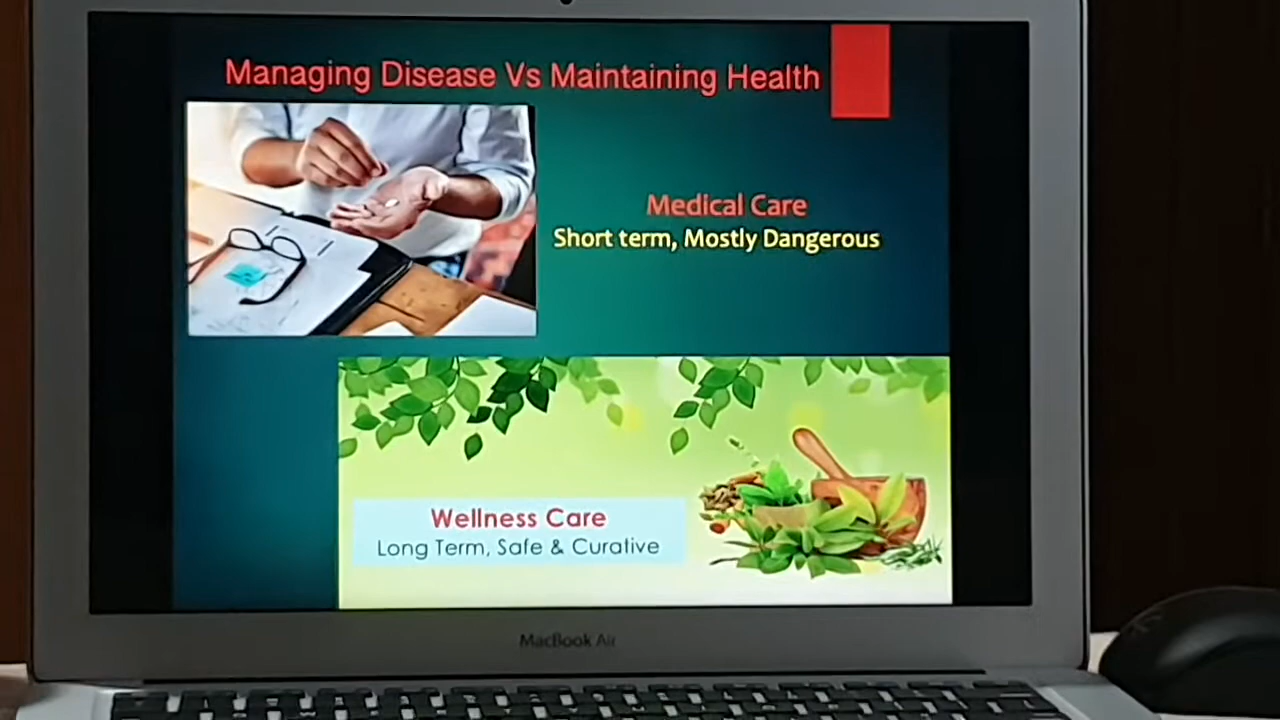 Managing Disease Vs Maintaining Health
Medical Care
Short term, Mostly Dangerous
Wellness Care
Long Term, Safe & Curative
MacBook Air